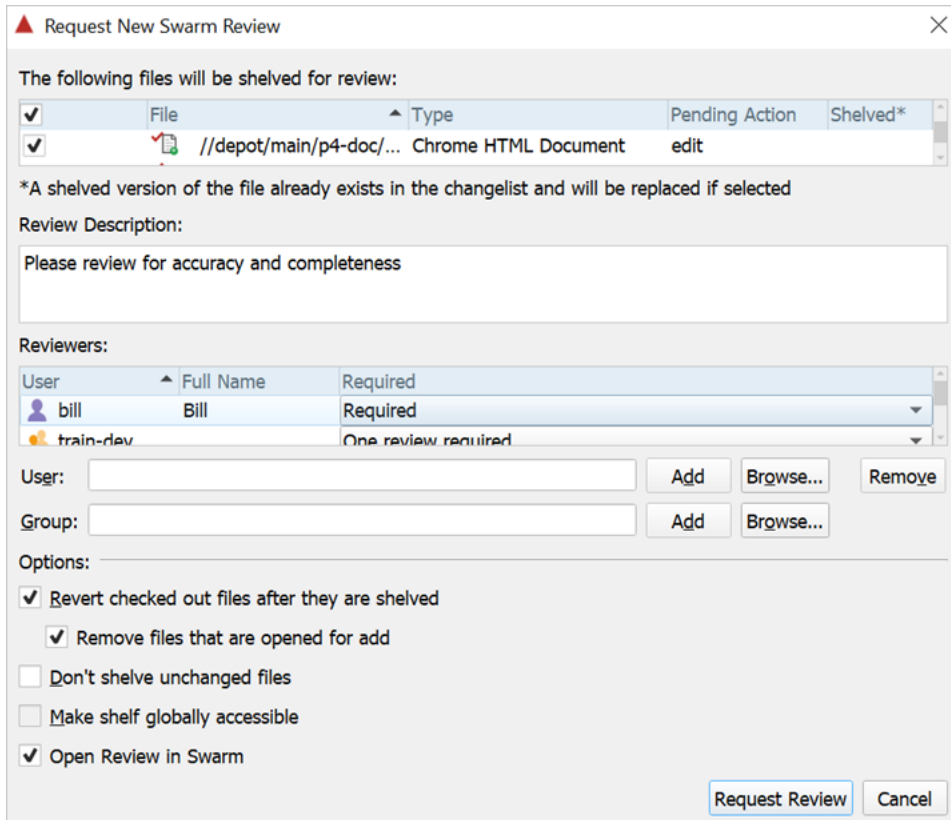 Request New Swarm Review
The following files will be shelved for review:
File Type Pending Action Shelved*
//depot/main/p4-doc/... Chrome HTML Document edit
*A shelved version of the file already exists in the changelist and will be replaced if selected
Review Description:
Please review for accuracy and completeness
Reviewers:
User Full Name Required
bill Bill Required
train-dev One review required
User: Add Browse... Remove
Group: Add Browse...
Options:
Revert checked out files after they are shelved
Remove files that are opened for add
Don't shelve unchanged files
Make shelf globally accessible
Open Review in Swarm
Request Review Cancel